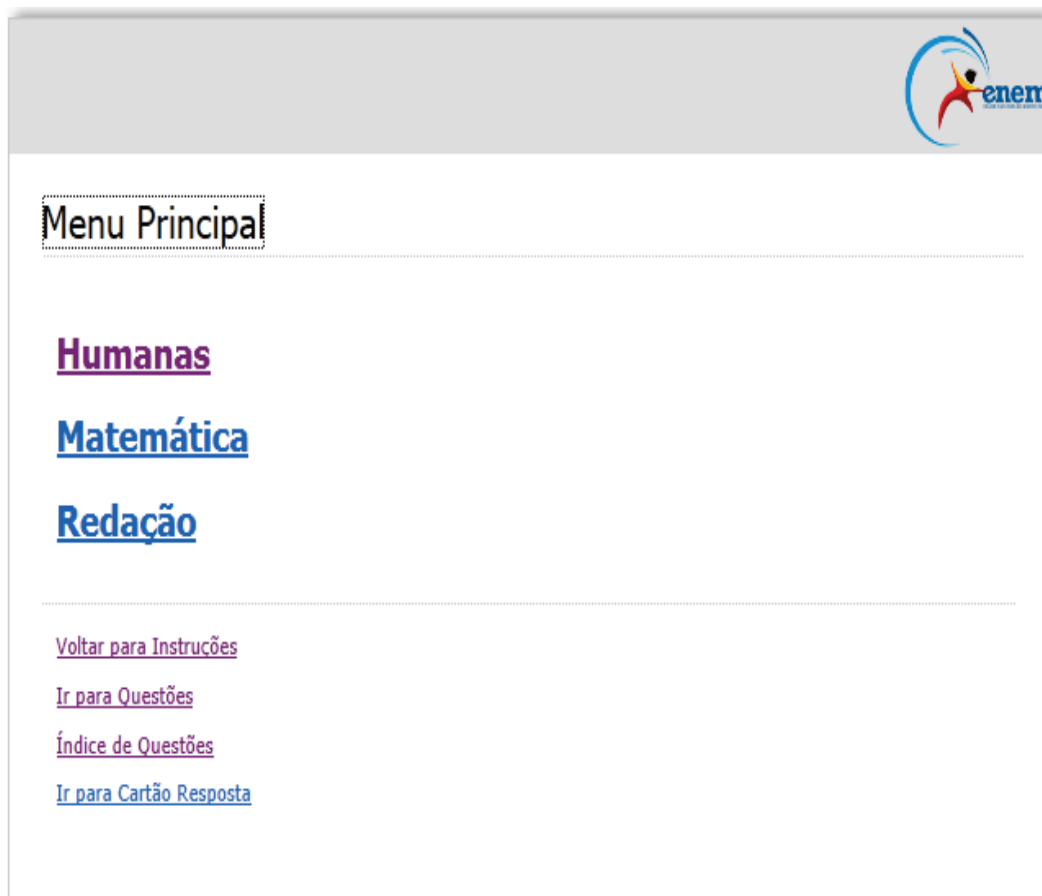 enem
Menu Principal
Humanas
Matemática
Redação
Voltar para Instruções
Ir para Questões
Índice de Questões
Ir para Cartão Resposta